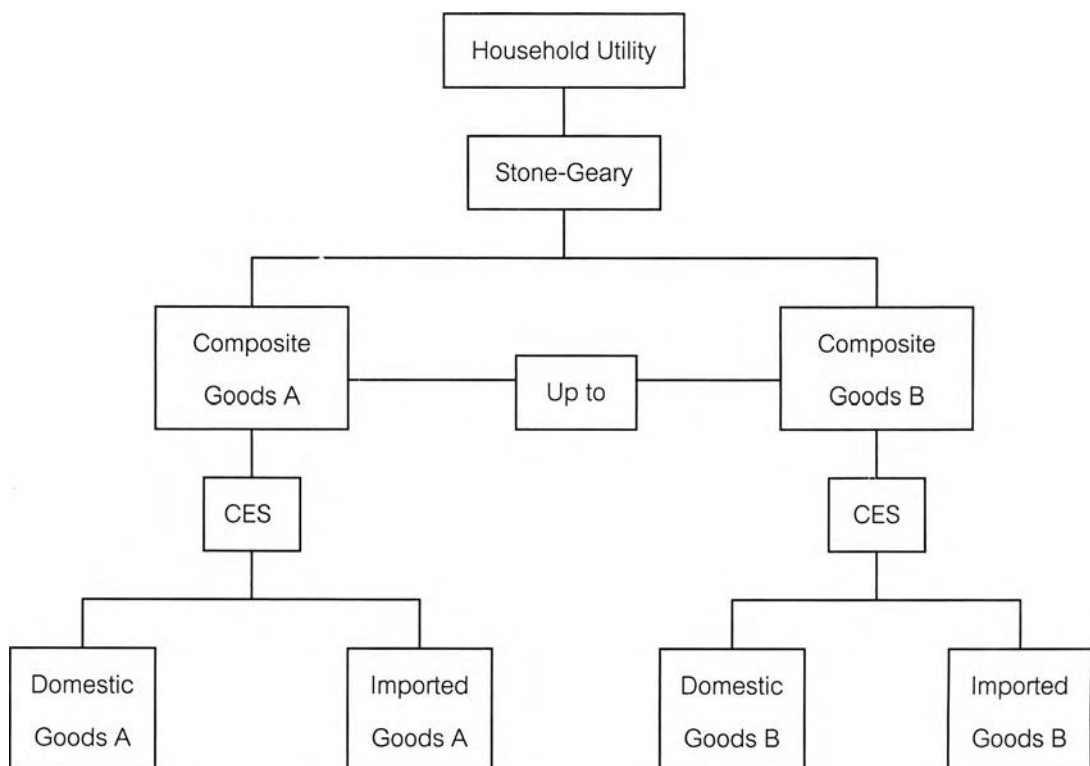 Household Utility
Stone-Geary
Composite
Goods A
Up to
Composite
Goods B
CES
CES
Domestic
Goods A
Imported
Goods A
Domestic
Goods B
Imported
Goods B